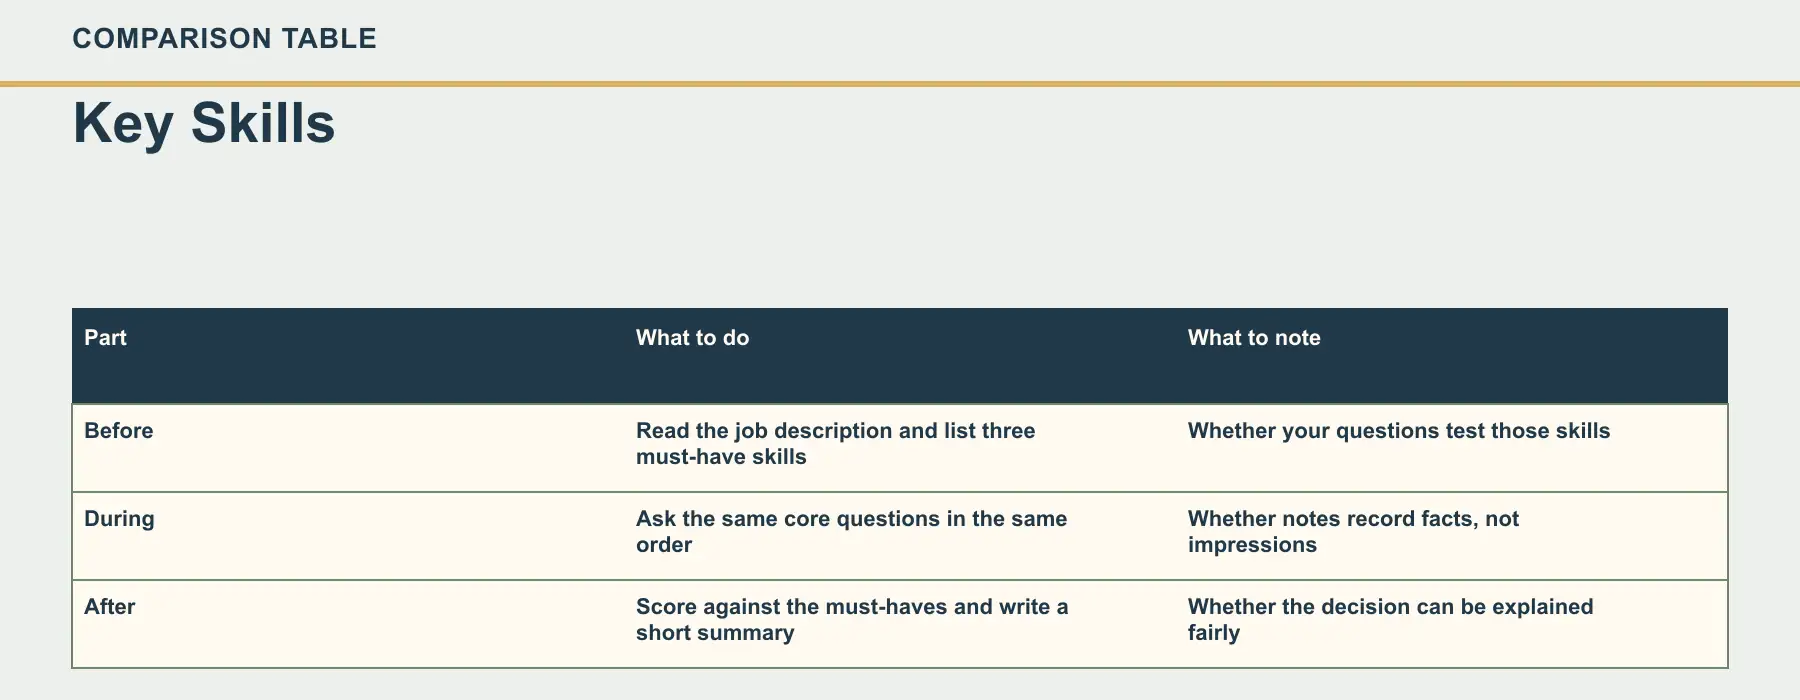 COMPARISON TABLE
Key Skills
Part
What to do
What to note
Before
Read the job description and list three
must-have skills
Whether your questions test those skills
During
Ask the same core questions in the same
order
Whether notes record facts, not
impressions
After
Score against the must-haves and write a
short summary
Whether the decision can be explained
fairly